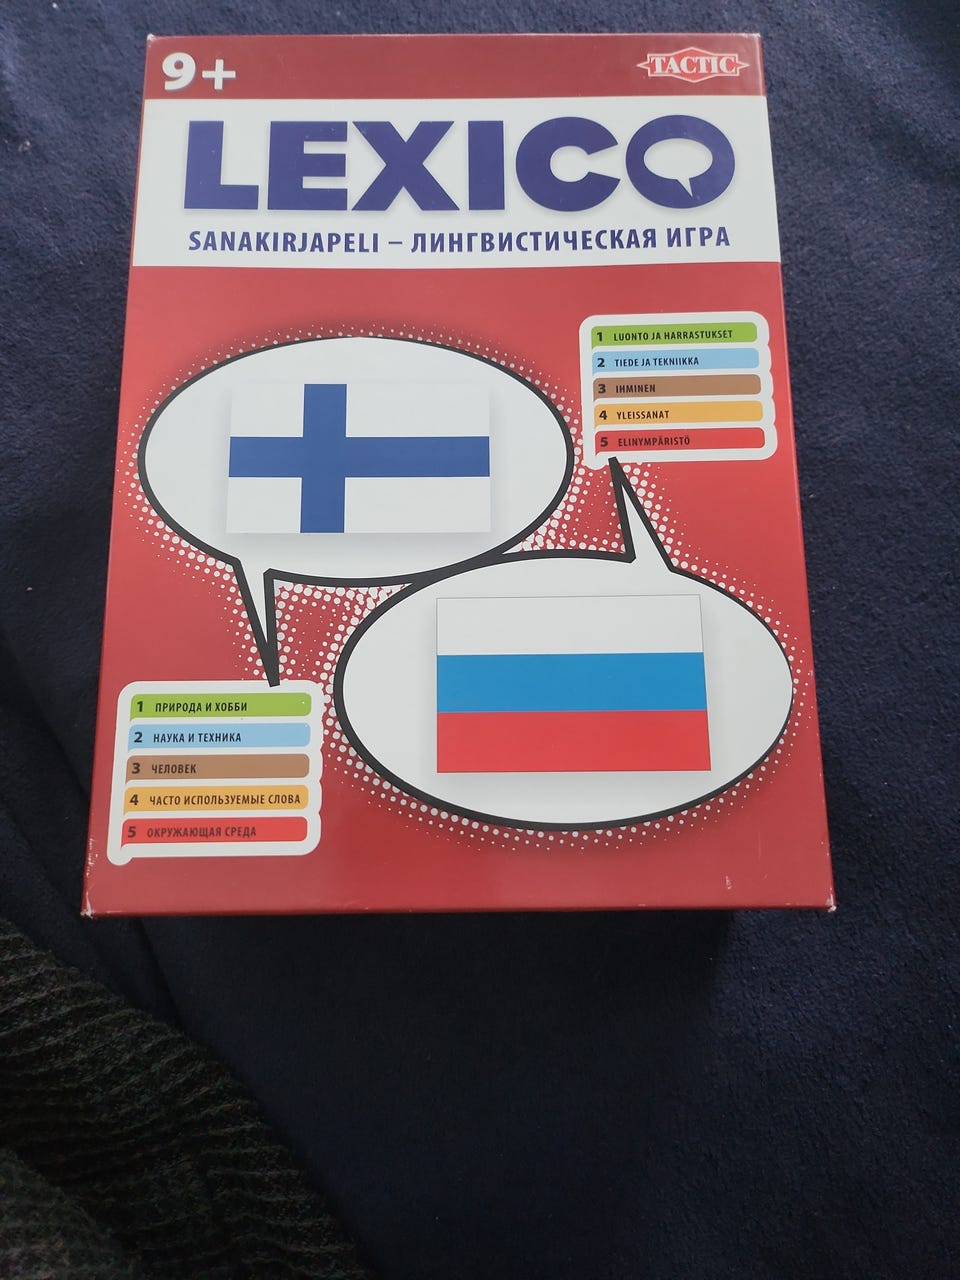 9+
TACTIC
LEXICO
SANAKIRJAPELI – ЛИНГВИСТИЧЕСКАЯ ИГРА
1 LUONTO JA HARRASTUKSET
2 TIEDE JA TEKNIIKKA
3 IHMINEN
4 YLEISSANAT
5 ELINYMPÄRISTÖ
1 ПРИРОДА И ХОББИ
2 НАУКА И ТЕХНИКА
3 ЧЕЛОВЕК
4 ЧАСТО ИСПОЛЬЗУЕМЫЕ СЛОВА
5 ОКРУЖАЮЩАЯ СРЕДА